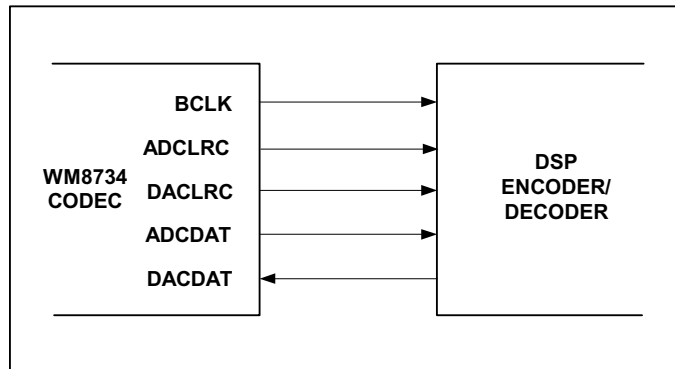 WM8734
CODEC
BCLK
ADCLRC
DACLRC
ADCDAT
DACDAT
DSP
ENCODER/
DECODER